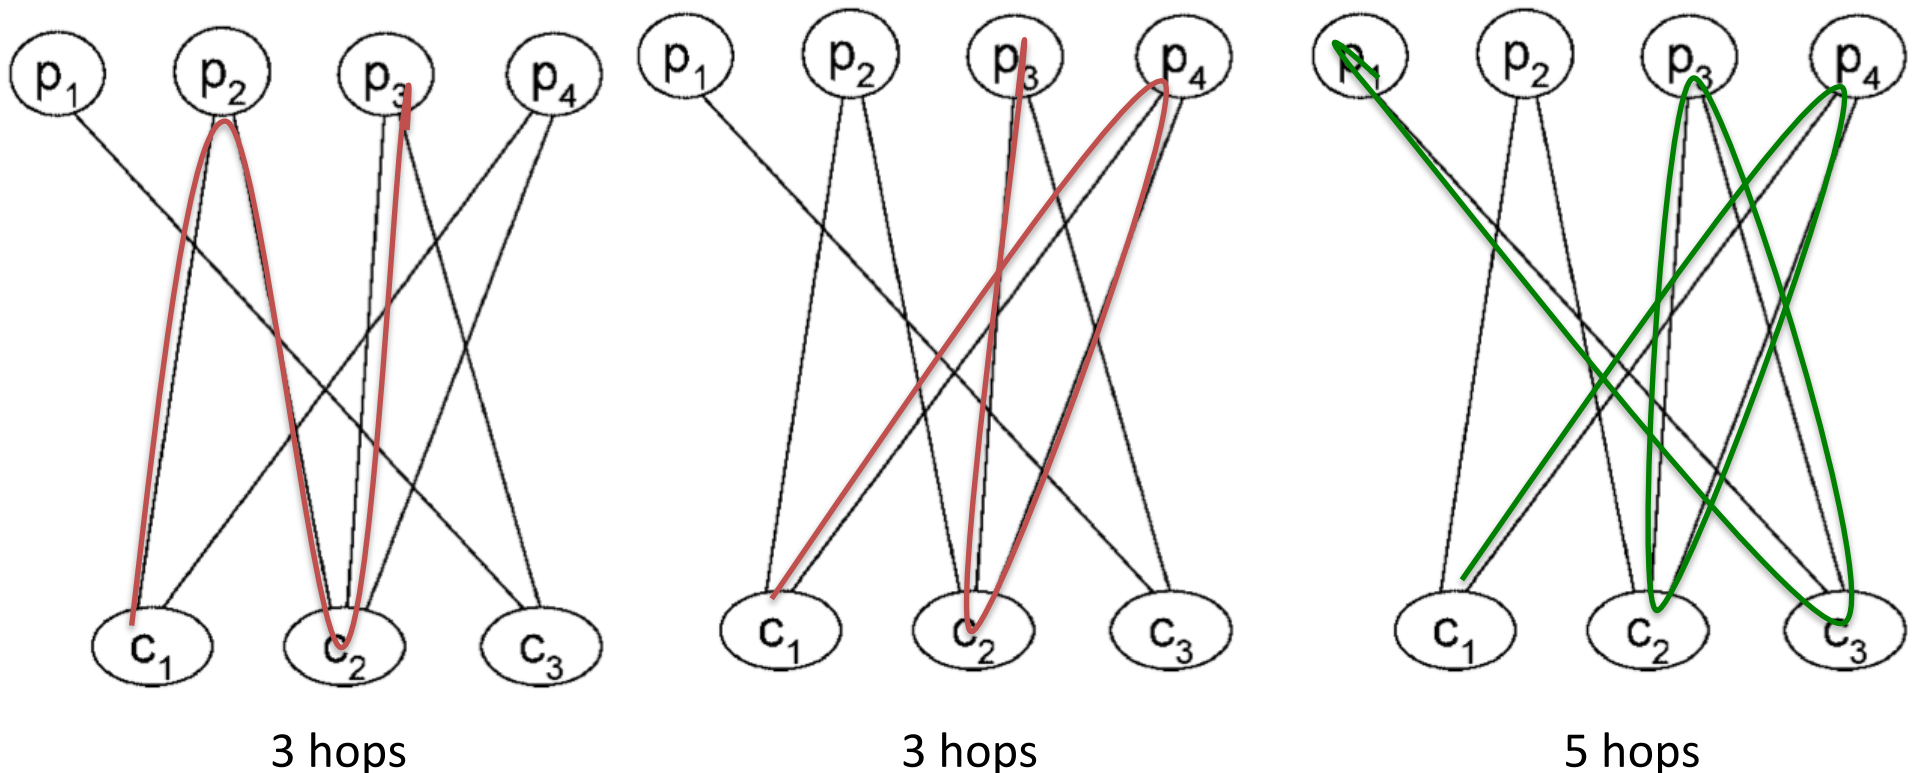 p1 p2 p3 p4 p1 p2 p3 p4 p1 p2 p3 p4
c1 c2 c3 c1 c2 c3 c1 c2 c3
3 hops 3 hops 5 hops